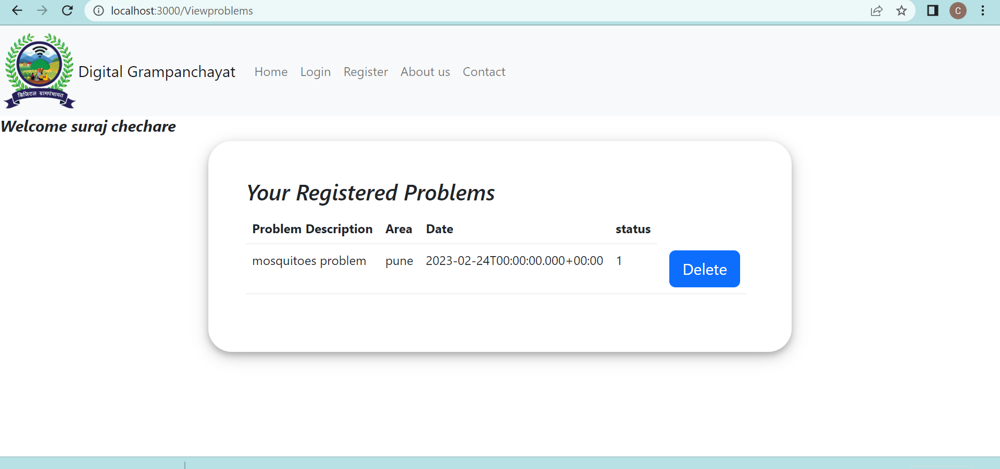 localhost:3000/Viewproblems
C
डिजिटल ग्रामपंचायत
Digital Grampanchayat Home Login Register About us Contact
Welcome suraj chechare
Your Registered Problems
Problem Description Area Date status
mosquitoes problem pune 2023-02-24T00:00:00.000+00:00 1 Delete